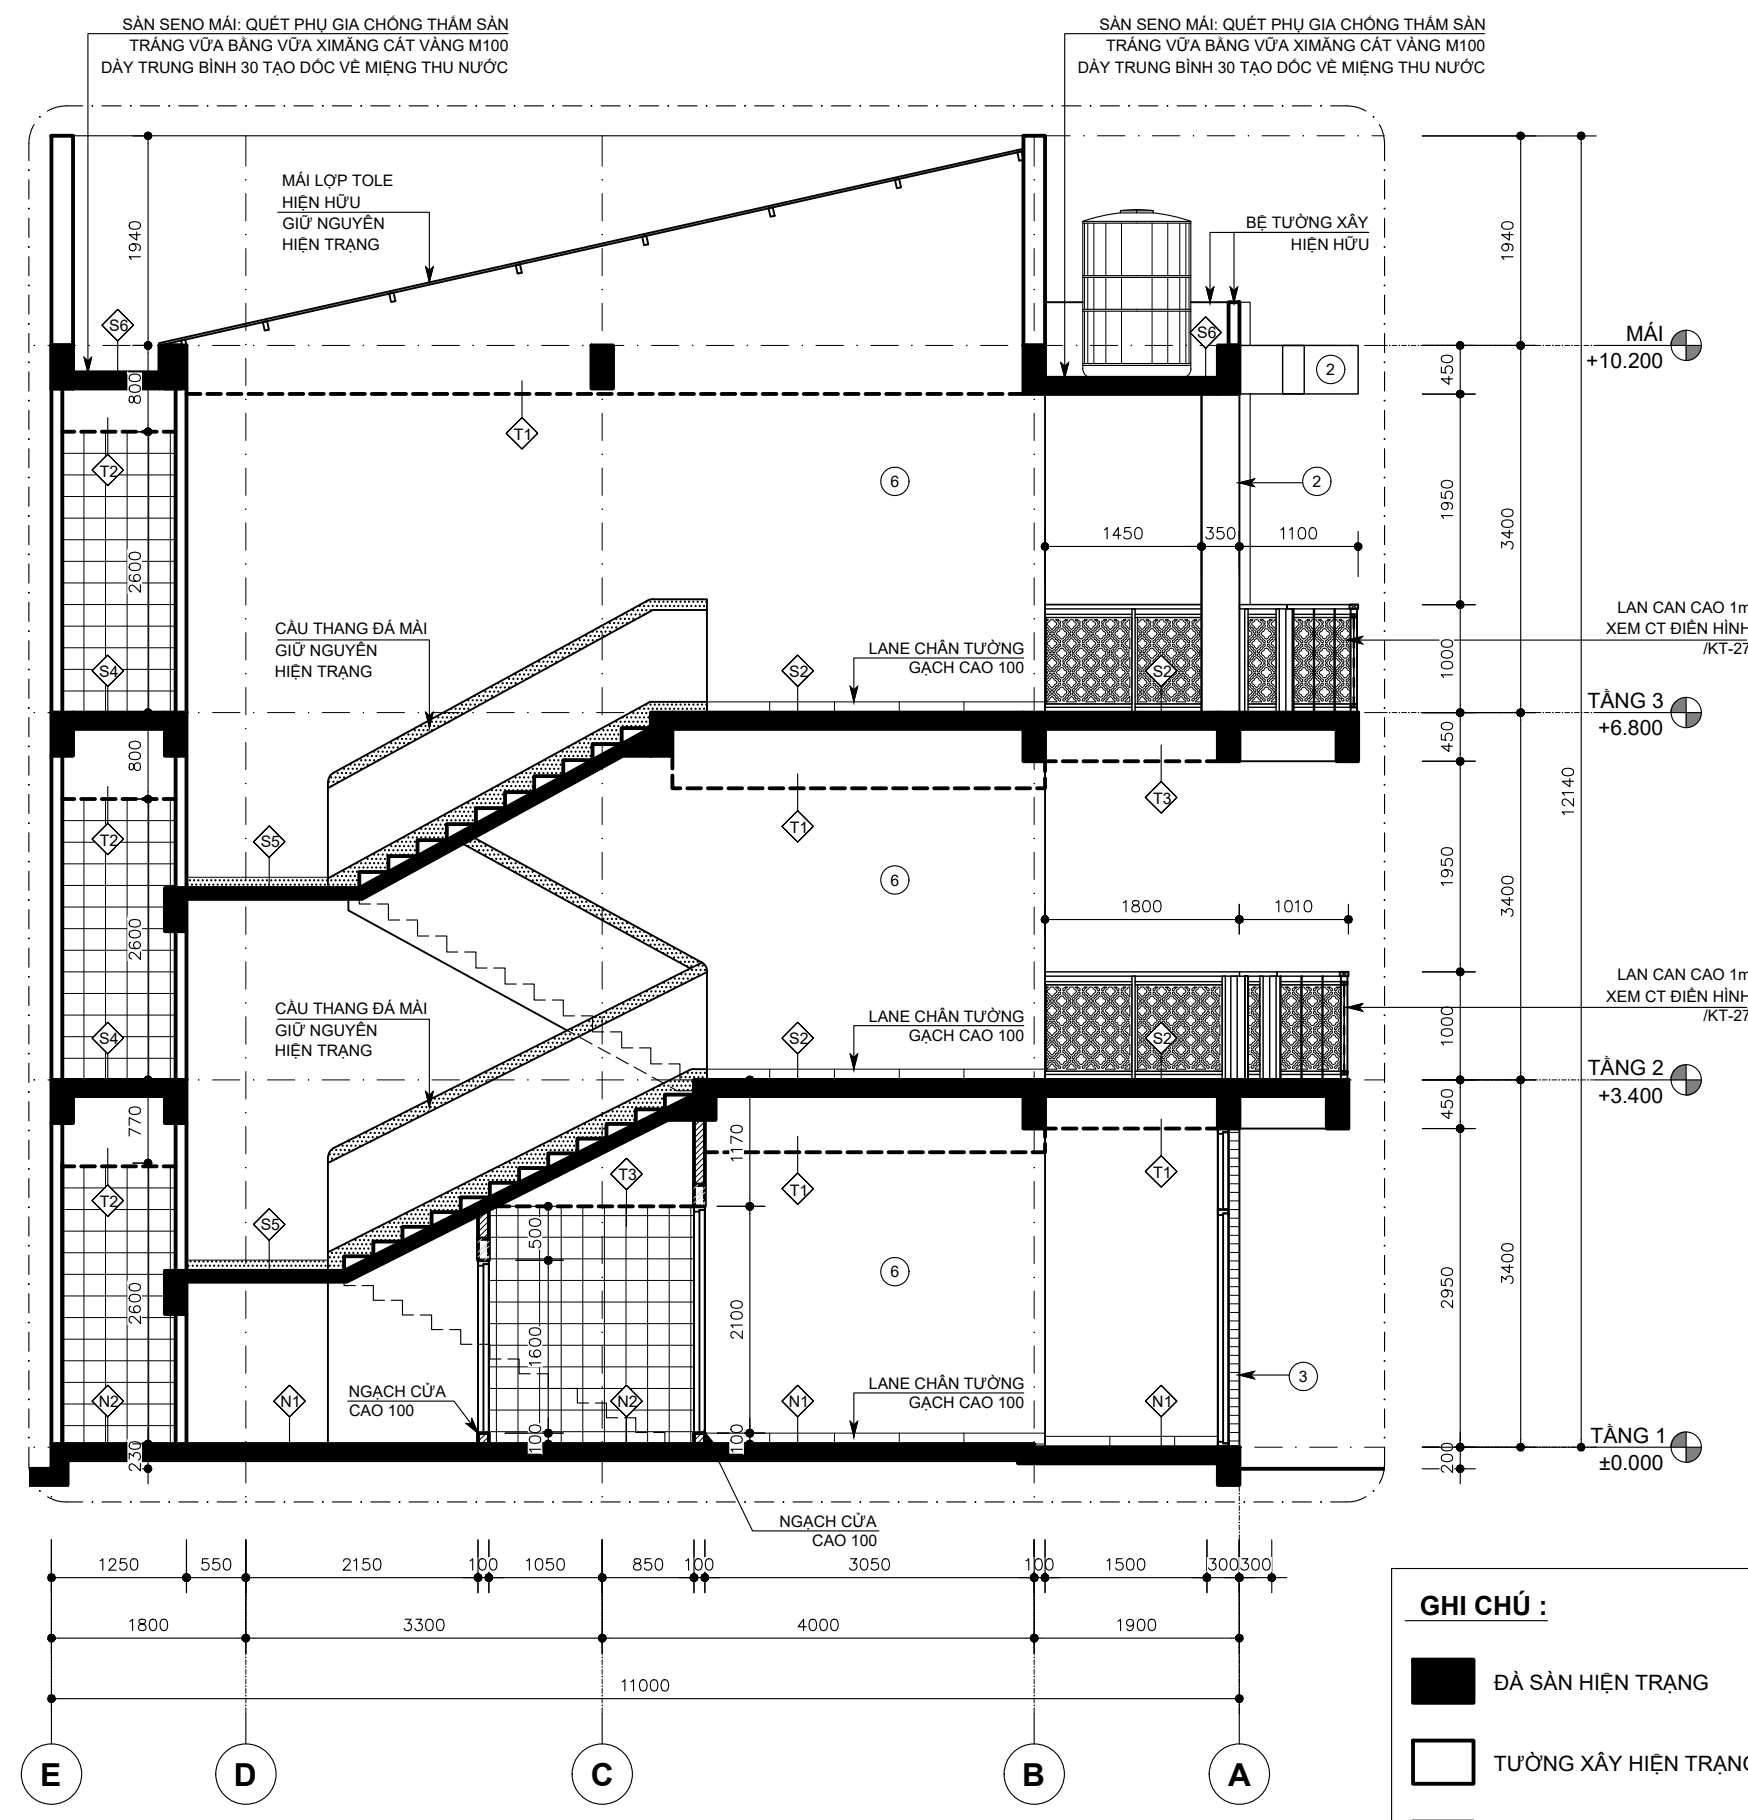 SÀN SENO MÁI: QUÉT PHỤ GIA CHỐNG THẤM SÀN
TRÁNG VỮA BẰNG VỮA XIMĂNG CÁT VÀNG M100
DÀY TRUNG BÌNH 30 TẠO DỐC VỀ MIỆNG THU NƯỚC
SÀN SENO MÁI: QUÉT PHỤ GIA CHỐNG THẤM SÀN
TRÁNG VỮA BẰNG VỮA XIMĂNG CÁT VÀNG M100
DÀY TRUNG BÌNH 30 TẠO DỐC VỀ MIỆNG THU NƯỚC
MÁI LỢP TOLE
HIỆN HỮU
GIỮ NGUYÊN
HIỆN TRẠNG
BỆ TƯỜNG XÂY
HIỆN HỮU
1940
1940
S6
S6
MÁI
+10.200
2
450
800
T1
T2
6
2
1950
3400
1450
350
1100
2600
CẦU THANG ĐÁ MÀI
GIỮ NGUYÊN
HIỆN TRẠNG
LANE CHÂN TƯỜNG
GẠCH CAO 100
LAN CAN CAO 1m
XEM CT ĐIỂN HÌNH
/KT-27
S4
S2
S2
1000
TẦNG 3
+6.800
800
450
12140
T3
T1
T2
S5
6
1950
3400
1800
1010
2600
CẦU THANG ĐÁ MÀI
GIỮ NGUYÊN
HIỆN TRẠNG
LANE CHÂN TƯỜNG
GẠCH CAO 100
LAN CAN CAO 1m
XEM CT ĐIỂN HÌNH
/KT-27
S4
S2
S2
1000
TẦNG 2
+3.400
770
450
1170
T3
T1
T1
T2
S5
500
6
2600
2100
2950
3400
1600
3
NGẠCH CỬA
CAO 100
LANE CHÂN TƯỜNG
GẠCH CAO 100
N2
N1
N2
N1
N1
100
100
230
200
TẦNG 1
±0.000
NGẠCH CỬA
CAO 100
1250
550
2150
100
1050
850
100
3050
100
1500
300
300
1800
3300
4000
1900
11000
E
D
C
B
A
GHI CHÚ :
ĐÀ SÀN HIỆN TRẠNG
TƯỜNG XÂY HIỆN TRẠNG